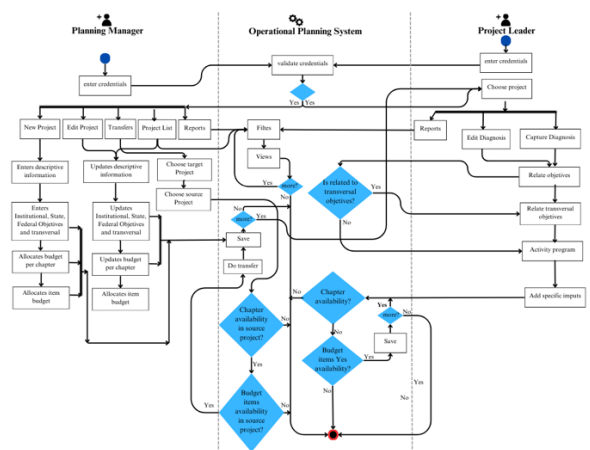 Planning Manager
Operational Planning System
Project Leader
enter credentials
validate credentials
enter credentials
Yes
Yes
Choose project
New Project
Edit Project
Transfers
Project List
Reports
Filtes
Reports
Edit Diagnosis
Capture Diagnosis
Enters descriptive
information
Updates descriptive
information
Choose target
Project
Choose source
Project
Views
Yes
more?
No
Is related to
transversal
objetives?
Yes
No
Relate objetives
Relate transversal
objetives
Activity program
Add specific inputs
Enters
Institutional, State,
Federal Objetives
and transversal
Updates
Institutional, State,
Federal Objetives
and transversal
No
more?
Yes
Save
Do transfer
Allocates budget
per chapter
Updates budget
per chapter
Allocates item
budget
Allocates item
budget
Chapter
availability
in source
project?
No
Yes
Budget
items
availability
in source
project?
Yes
No
Chapter
availability?
No
No
Budget
items Yes
availability
Yes
No
Save
Yes
more?
No
Yes
No